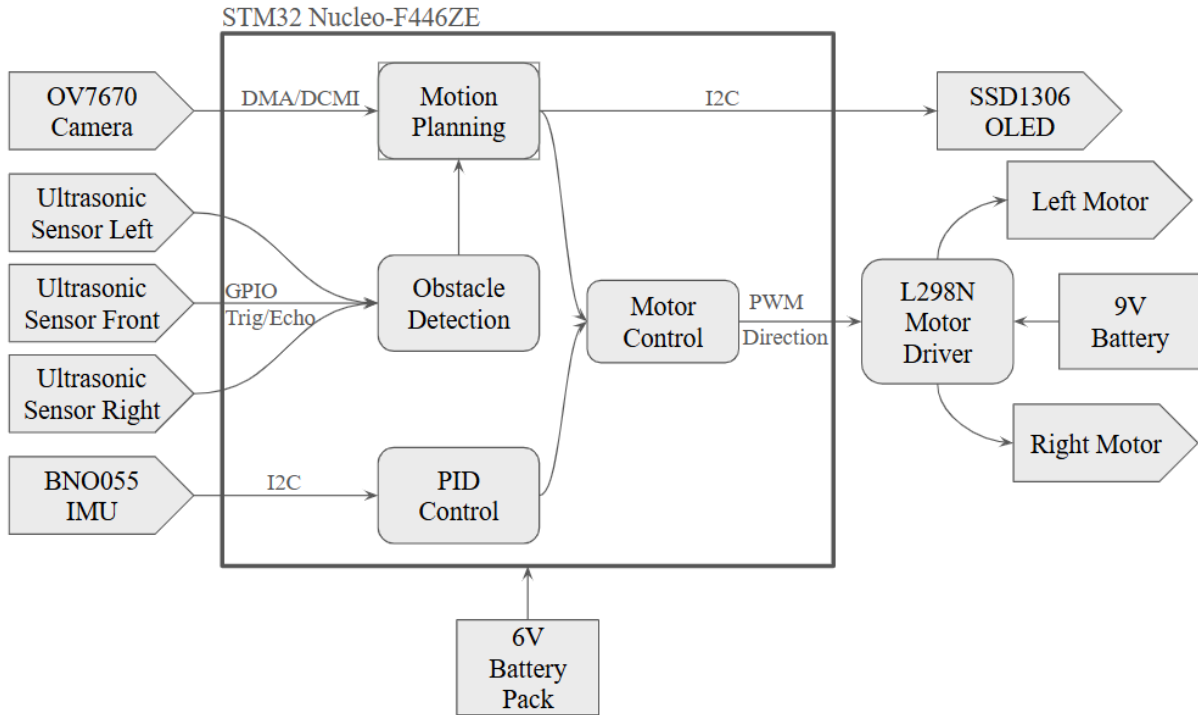 STM32 Nucleo-F446ZE
OV7670
Camera
DMA/DCMI
Motion
Planning
I2C
SSD1306
OLED
Ultrasonic
Sensor Left
Left Motor
Ultrasonic
Sensor Front
GPIO
Trig/Echo
Obstacle
Detection
Motor
Control
PWM
Direction
L298N
Motor
Driver
9V
Battery
Ultrasonic
Sensor Right
Right Motor
BNO055
IMU
I2C
PID
Control
6V
Battery
Pack